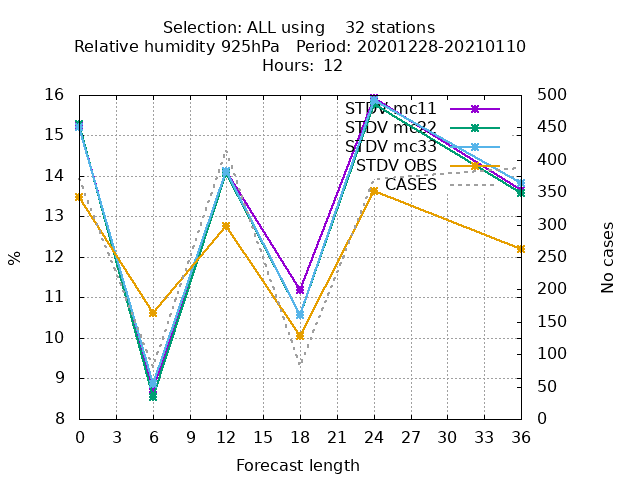 Selection: ALL using    32 stations
Relative humidity 925hPa   Period: 20201228-20210110
Hours:  12
16
15
14
13
12
11
10
9
8
%
500
450
400
350
300
250
200
150
100
50
0
No cases
STDV mc11
STDV mc22
STDV mc33
STDV OBS
CASES
0 3 6 9 12 15 18 21 24 27 30 33 36
Forecast length